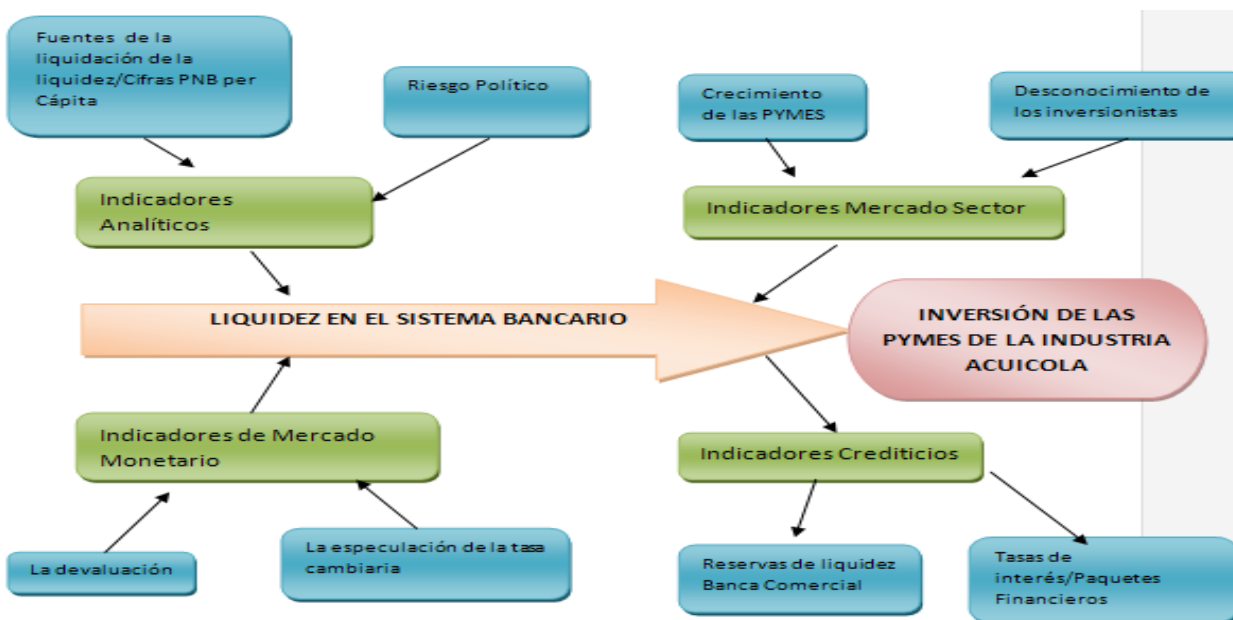 Fuentes de la
liquidación de la
liquidez/Cifras PNB per
Cápita
Riesgo Político
Crecimiento
de las PYMES
Desconocimiento de
los inversionistas
Indicadores
Analíticos
Indicadores Mercado Sector
LIQUIDEZ EN EL SISTEMA BANCARIO
INVERSIÓN DE LAS
PYMES DE LA INDUSTRIA
ACUICOLA
Indicadores de Mercado
Monetario
Indicadores Crediticios
La devaluación
La especulación de la tasa
cambiaria
Reservas de liquidez
Banca Comercial
Tasas de
interés/Paquetes
Financieros